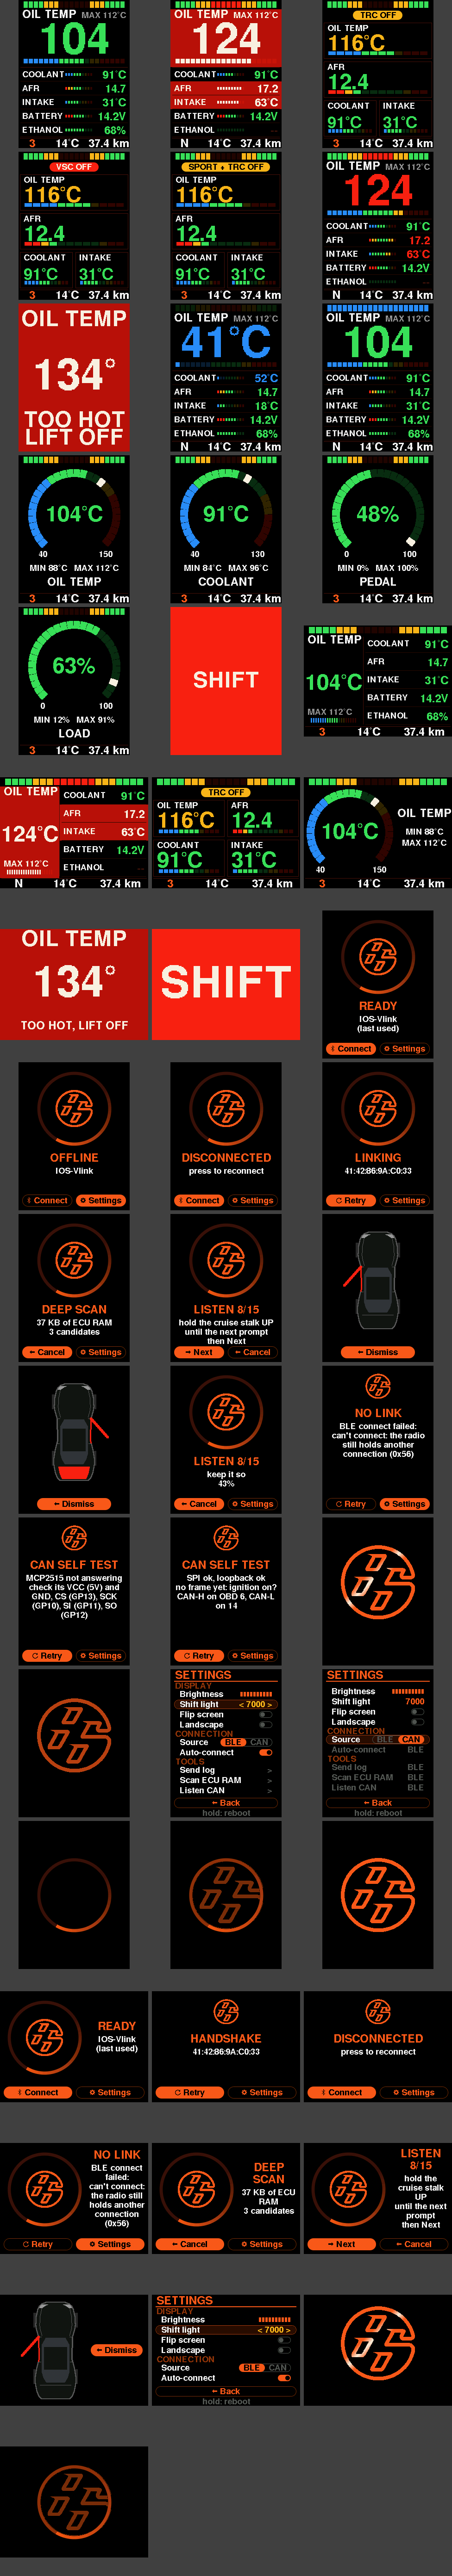 OIL TEMP MAX 112°C
104
COOLANT 91°C
AFR 14.7
INTAKE 31°C
BATTERY 14.2V
ETHANOL 68%
3 14°C 37.4 km
OIL TEMP MAX 112°C
124
COOLANT 91°C
AFR 17.2
INTAKE 63°C
BATTERY 14.2V
ETHANOL ---
N 14°C 37.4 km
TRC OFF
OIL TEMP
116°C
AFR
12.4
COOLANT INTAKE
91°C 31°C
3 14°C 37.4 km
VSC OFF
OIL TEMP
116°C
AFR
12.4
COOLANT INTAKE
91°C 31°C
3 14°C 37.4 km
SPORT + TRC OFF
OIL TEMP
116°C
AFR
12.4
COOLANT INTAKE
91°C 31°C
3 14°C 37.4 km
OIL TEMP MAX 112°C
124
COOLANT 91°C
AFR 17.2
INTAKE 63°C
BATTERY 14.2V
ETHANOL ---
N 14°C 37.4 km
OIL TEMP
134°
TOO HOT
LIFT OFF
OIL TEMP MAX 112°C
41°C
COOLANT 52°C
AFR 14.7
INTAKE 18°C
BATTERY 14.2V
ETHANOL 68%
N 14°C 37.4 km
OIL TEMP MAX 112°C
104
COOLANT 91°C
AFR 14.7
INTAKE 31°C
BATTERY 14.2V
ETHANOL 68%
3 14°C 37.4 km
104°C
40 150
MIN 88°C MAX 112°C
OIL TEMP
3 14°C 37.4 km
91°C
40 130
MIN 84°C MAX 96°C
COOLANT
3 14°C 37.4 km
48%
0 100
MIN 0% MAX 100%
PEDAL
3 14°C 37.4 km
63%
0 100
MIN 12% MAX 91%
LOAD
3 14°C 37.4 km
SHIFT
OIL TEMP
104°C
MAX 112°C
COOLANT 91°C
AFR 14.7
INTAKE 31°C
BATTERY 14.2V
ETHANOL 68%
3 14°C 37.4 km
OIL TEMP
124°C
MAX 112°C
COOLANT 91°C
AFR 17.2
INTAKE 63°C
BATTERY 14.2V
ETHANOL ---
N 14°C 37.4 km
TRC OFF
OIL TEMP AFR
116°C 12.4
COOLANT INTAKE
91°C 31°C
3 14°C 37.4 km
104°C
40 150
OIL TEMP
MIN 88°C
MAX 112°C
3 14°C 37.4 km
OIL TEMP
134°
TOO HOT, LIFT OFF
SHIFT
READY
IOS-Vlink
(last used)
Connect Settings
OFFLINE
IOS-Vlink
Connect Settings
DISCONNECTED
press to reconnect
Connect Settings
LINKING
41:42:86:9A:C0:33
Retry Settings
DEEP SCAN
37 KB of ECU RAM
3 candidates
Cancel Settings
LISTEN 8/15
hold the cruise stalk UP
until the next prompt
then Next
Next Cancel
Dismiss
Dismiss
LISTEN 8/15
keep it so
43%
Cancel Settings
NO LINK
BLE connect failed:
can't connect: the radio
still holds another
connection (0x56)
Retry Settings
CAN SELF TEST
MCP2515 not answering
check its VCC (5V) and
GND, CS (GP13), SCK
(GP10), SI (GP11), SO
(GP12)
Retry Settings
CAN SELF TEST
SPI ok, loopback ok
no frame yet: ignition on?
CAN-H on OBD 6, CAN-L
on 14
Retry Settings
SETTINGS
DISPLAY
Brightness
Shift light < 7000 >
Flip screen
Landscape
CONNECTION
Source BLE CAN
Auto-connect
TOOLS
Send log >
Scan ECU RAM >
Listen CAN >
Back
hold: reboot
SETTINGS
Brightness
Shift light 7000
Flip screen
Landscape
CONNECTION
Source BLE CAN
Auto-connect BLE
TOOLS
Send log BLE
Scan ECU RAM BLE
Listen CAN BLE
Back
hold: reboot
READY
IOS-Vlink
(last used)
Connect Settings
HANDSHAKE
41:42:86:9A:C0:33
Retry Settings
DISCONNECTED
press to reconnect
Connect Settings
NO LINK
BLE connect
failed:
can't connect:
the radio still
holds another
connection
(0x56)
Retry Settings
DEEP
SCAN
37 KB of ECU
RAM
3 candidates
Cancel Settings
LISTEN
8/15
hold the
cruise stalk
UP
until the next
prompt
then Next
Next Cancel
Dismiss
SETTINGS
DISPLAY
Brightness
Shift light < 7000 >
Flip screen
Landscape
CONNECTION
Source BLE CAN
Auto-connect
Back
hold: reboot